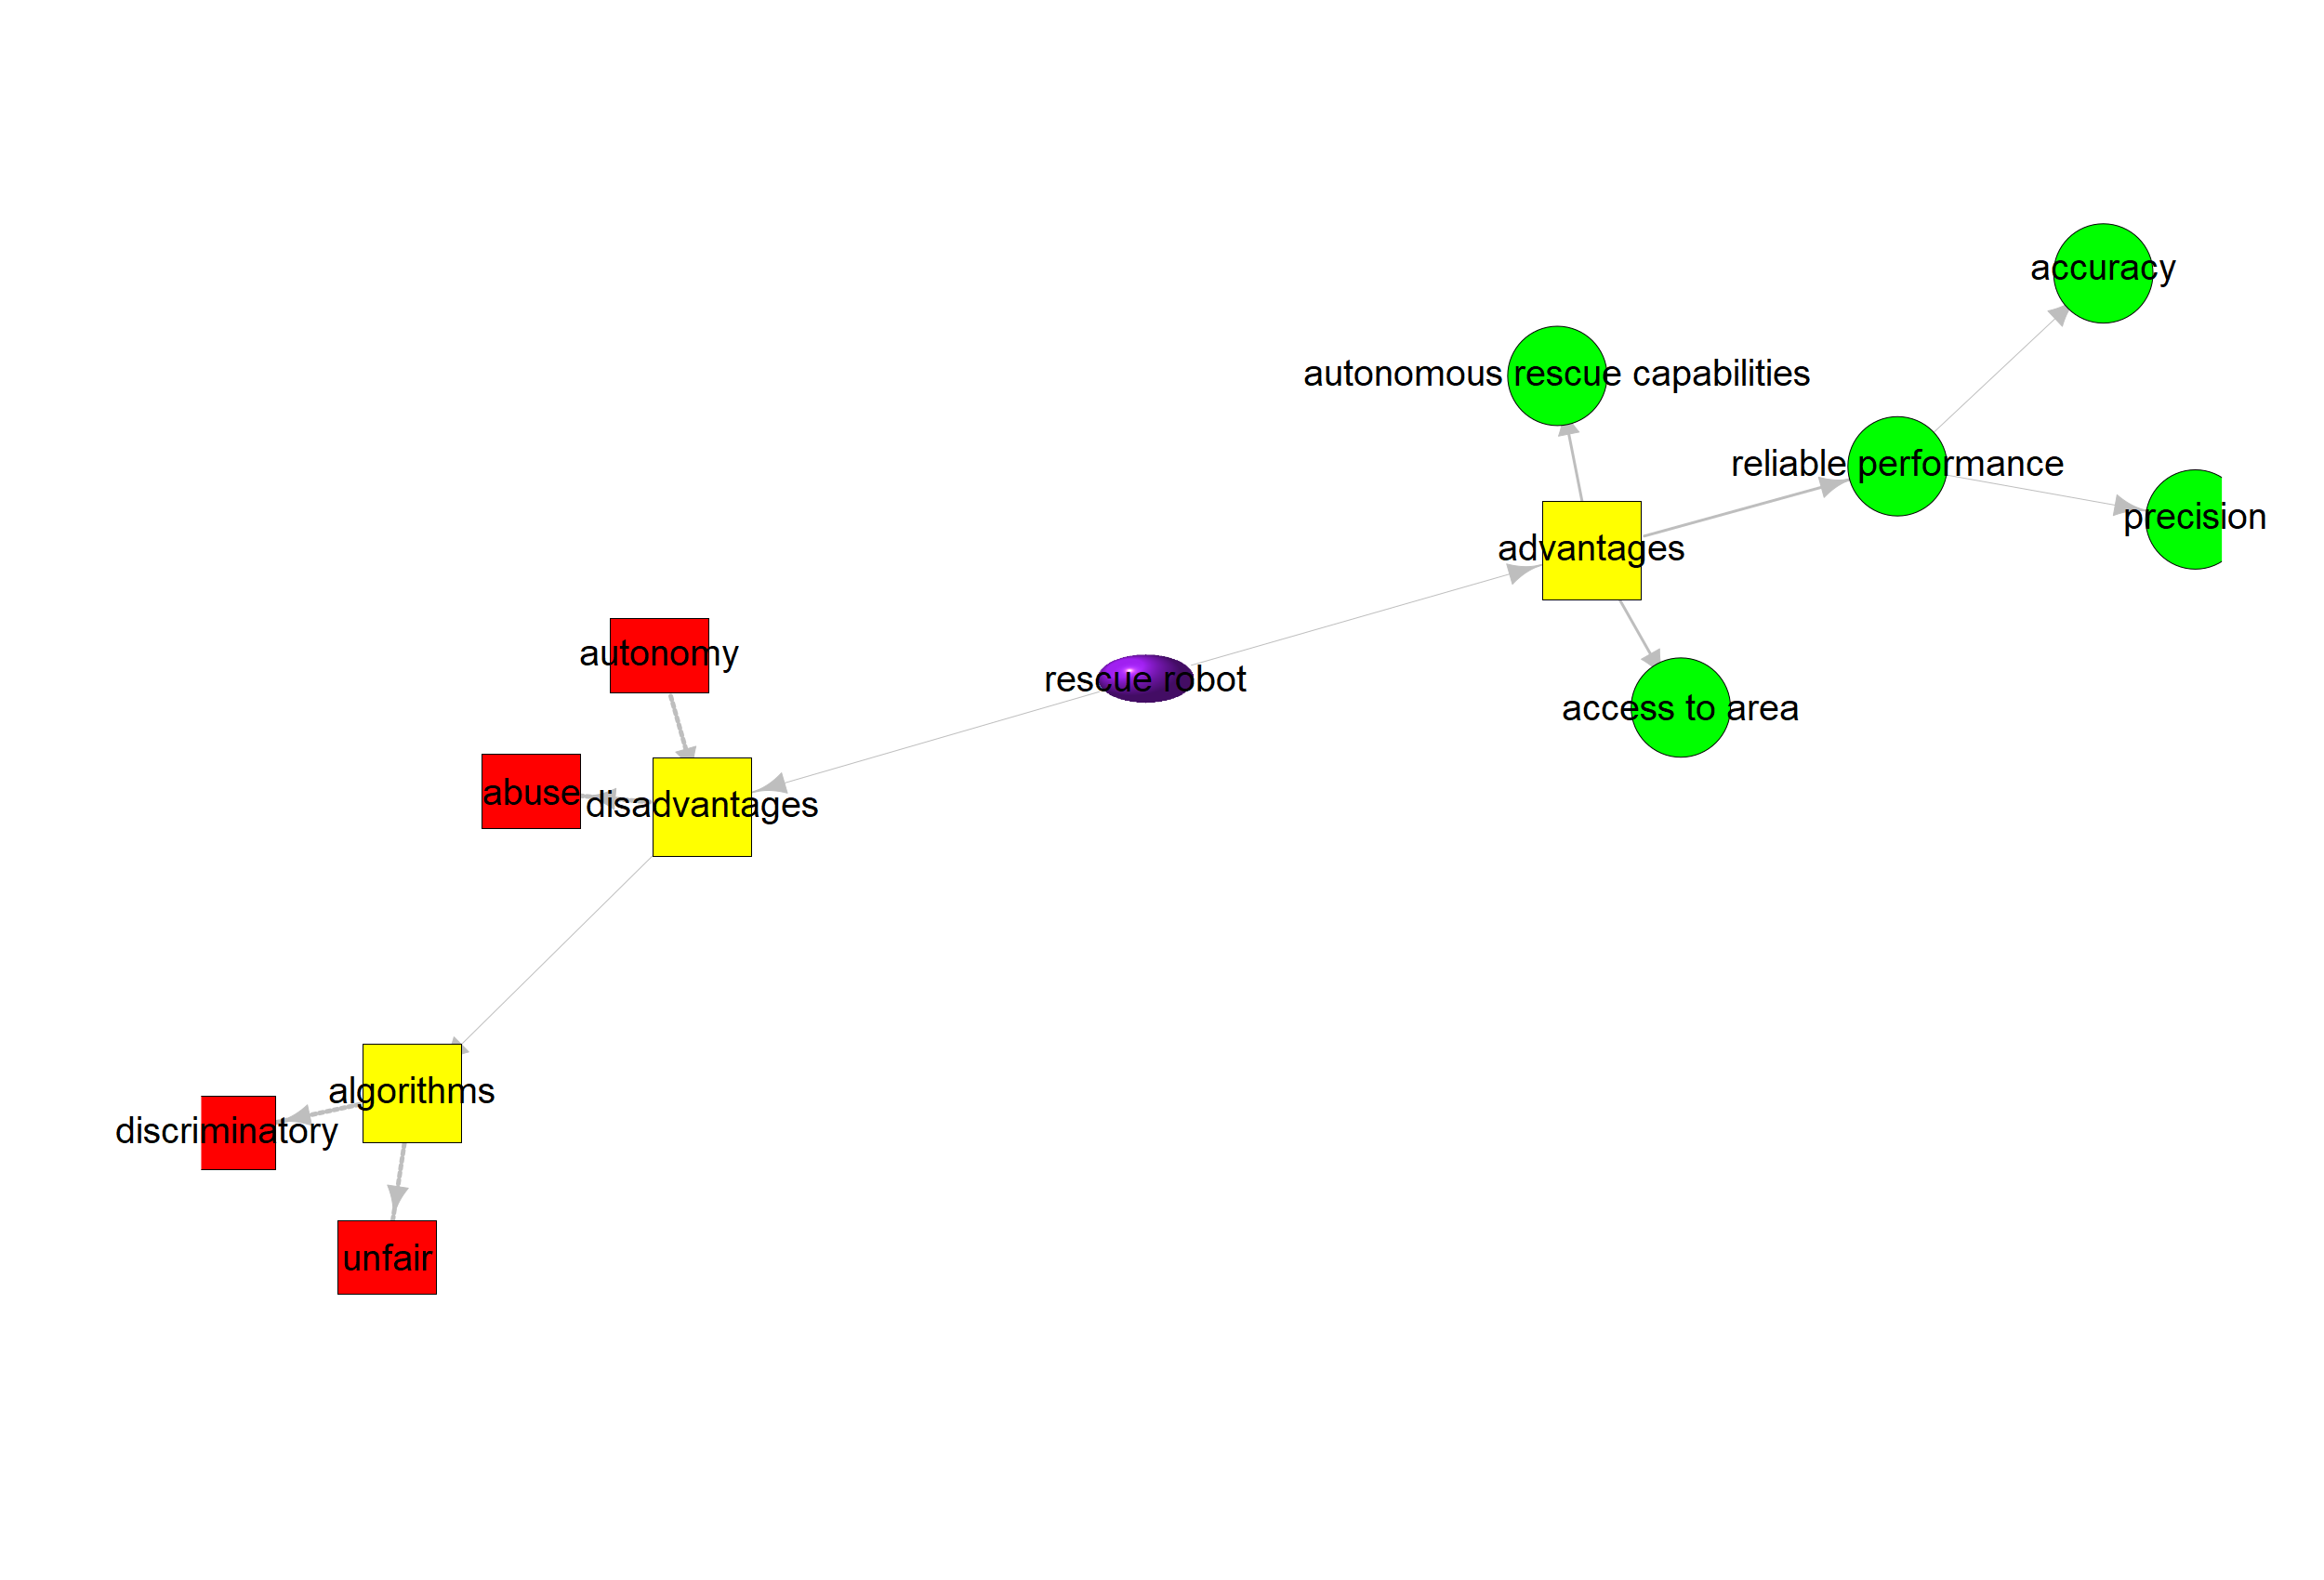 accuracy
autonomous rescue capabilities
reliable performance
precision
advantages
autonomy
rescue robot
access to area
abuse
disadvantages
algorithms
discriminatory
unfair